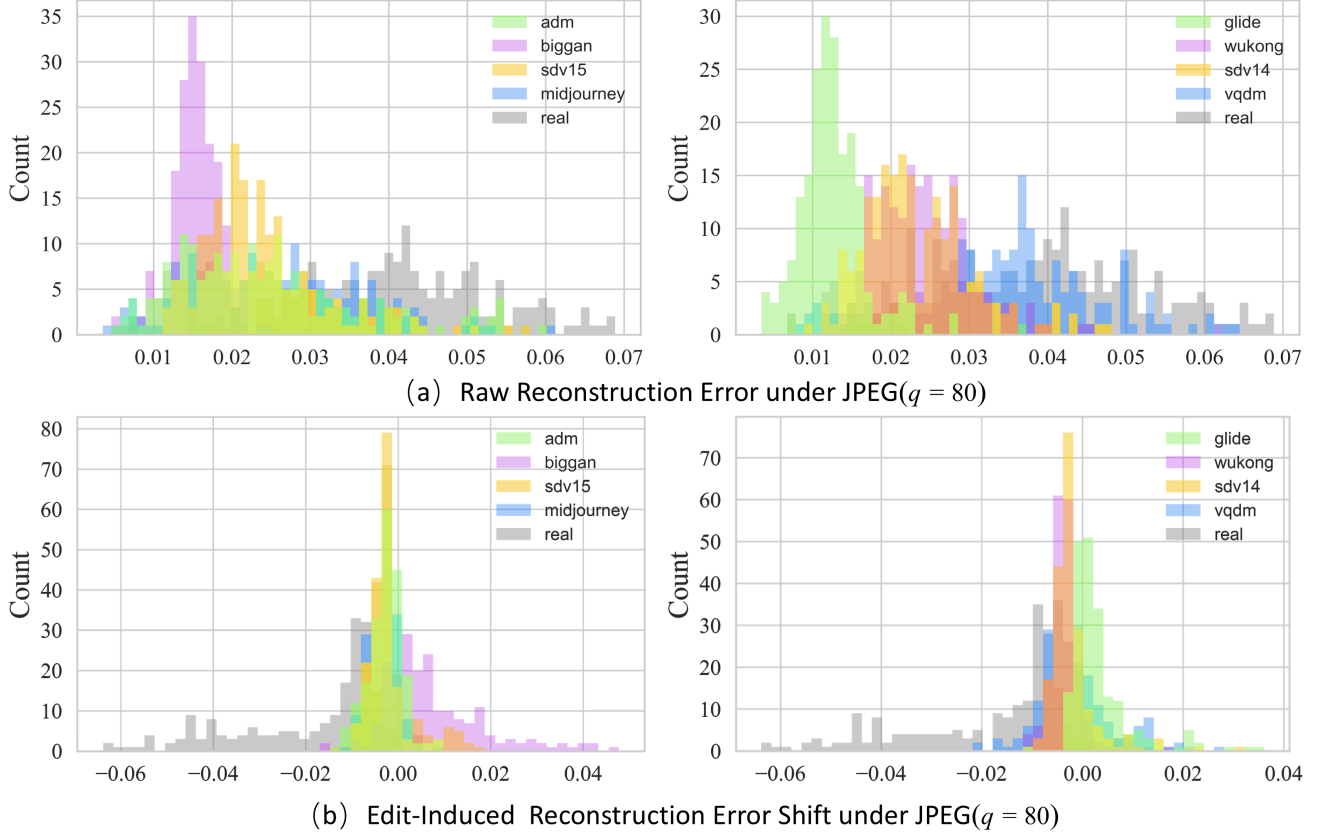 35
30
25
20
15
10
5
0
Count
adm
biggan
sdv15
midjourney
real
0.01 0.02 0.03 0.04 0.05 0.06 0.07
30
25
20
15
10
5
0
Count
glide
wukong
sdv14
vqdm
real
0.01 0.02 0.03 0.04 0.05 0.06 0.07
（a） Raw Reconstruction Error under JPEG(q = 80)
80
70
60
50
40
30
20
10
0
Count
adm
biggan
sdv15
midjourney
real
−0.06 −0.04 −0.02 0.00 0.02 0.04
70
60
50
40
30
20
10
0
Count
glide
wukong
sdv14
vqdm
real
−0.06 −0.04 −0.02 0.00 0.02 0.04
（b） Edit-Induced Reconstruction Error Shift under JPEG(q = 80)